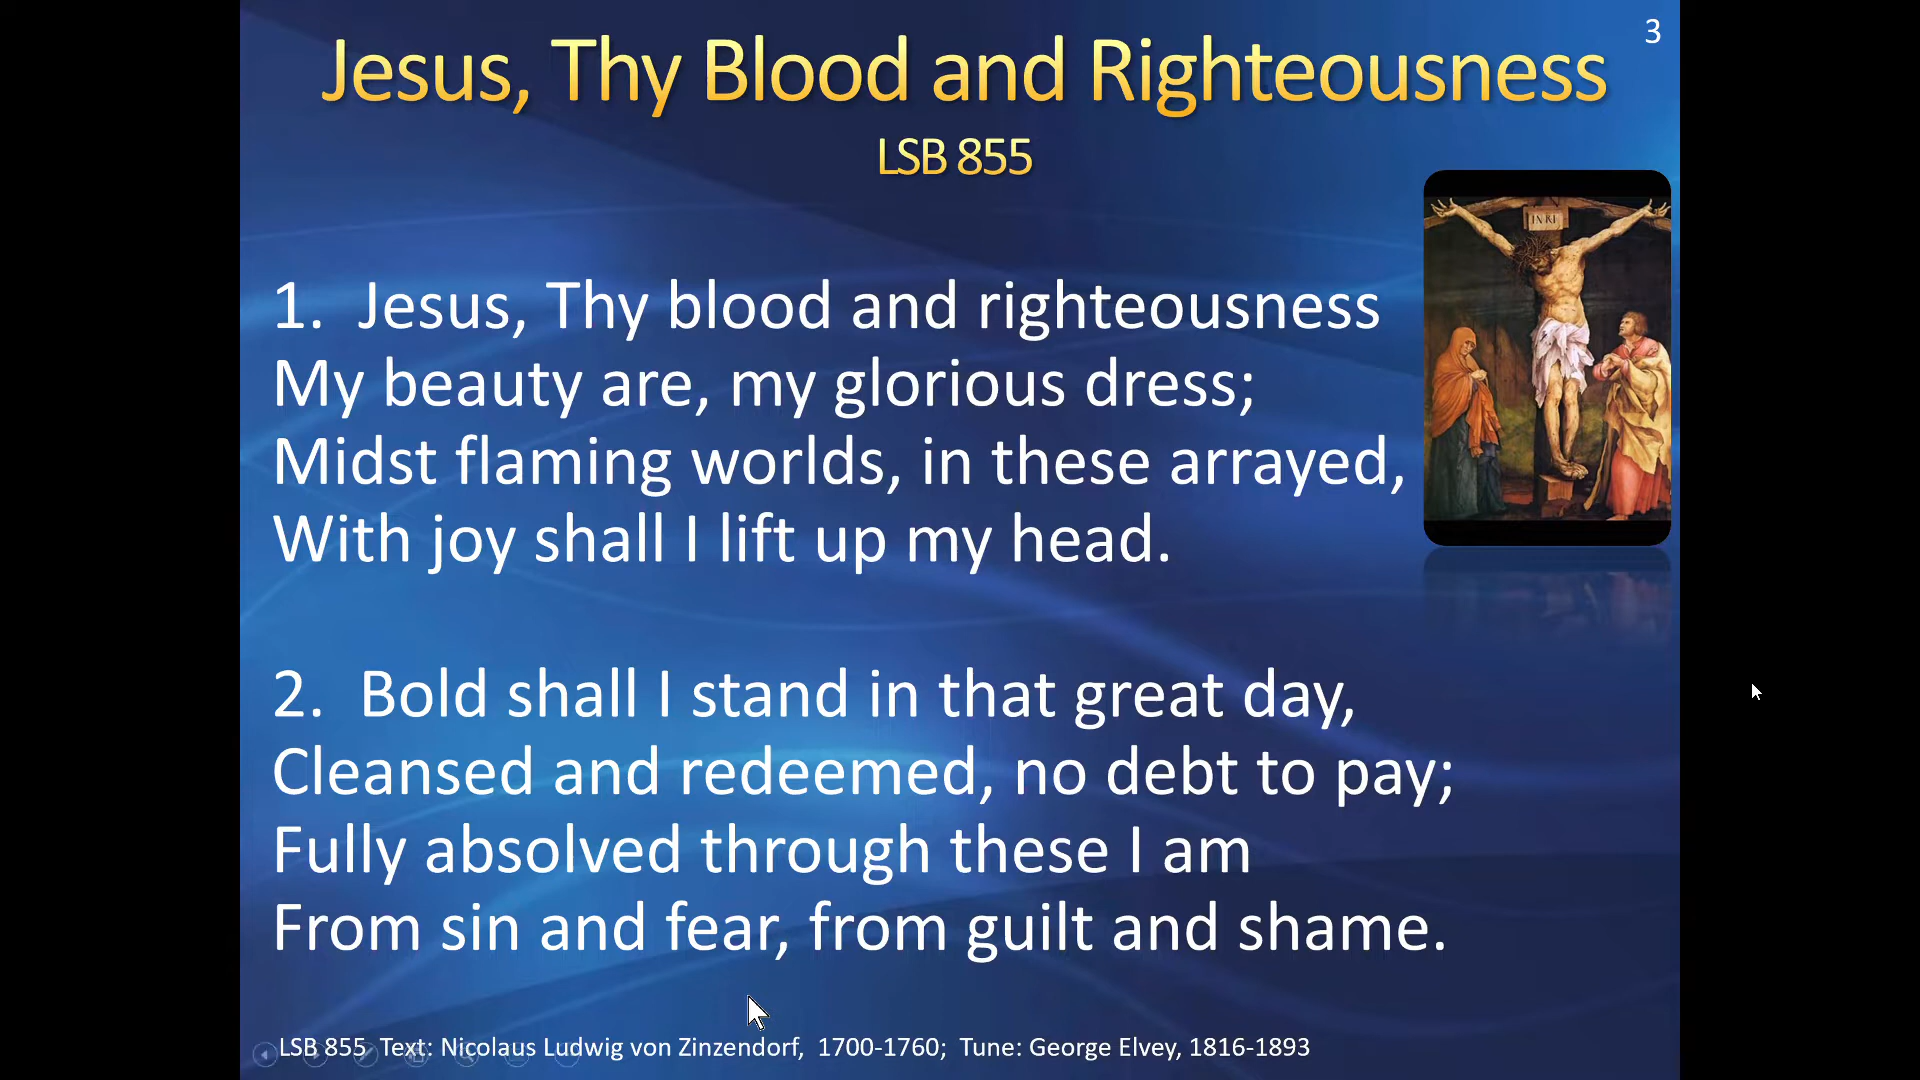 3
Jesus, Thy Blood and Righteousness
LSB 855
INRI
1. Jesus, Thy blood and righteousness
My beauty are, my glorious dress;
Midst flaming worlds, in these arrayed,
With joy shall I lift up my head.
2. Bold shall I stand in that great day,
Cleansed and redeemed, no debt to pay;
Fully absolved through these I am
From sin and fear, from guilt and shame.
LSB 855 Text: Nicolaus Ludwig von Zinzendorf, 1700-1760; Tune: George Elvey, 1816-1893